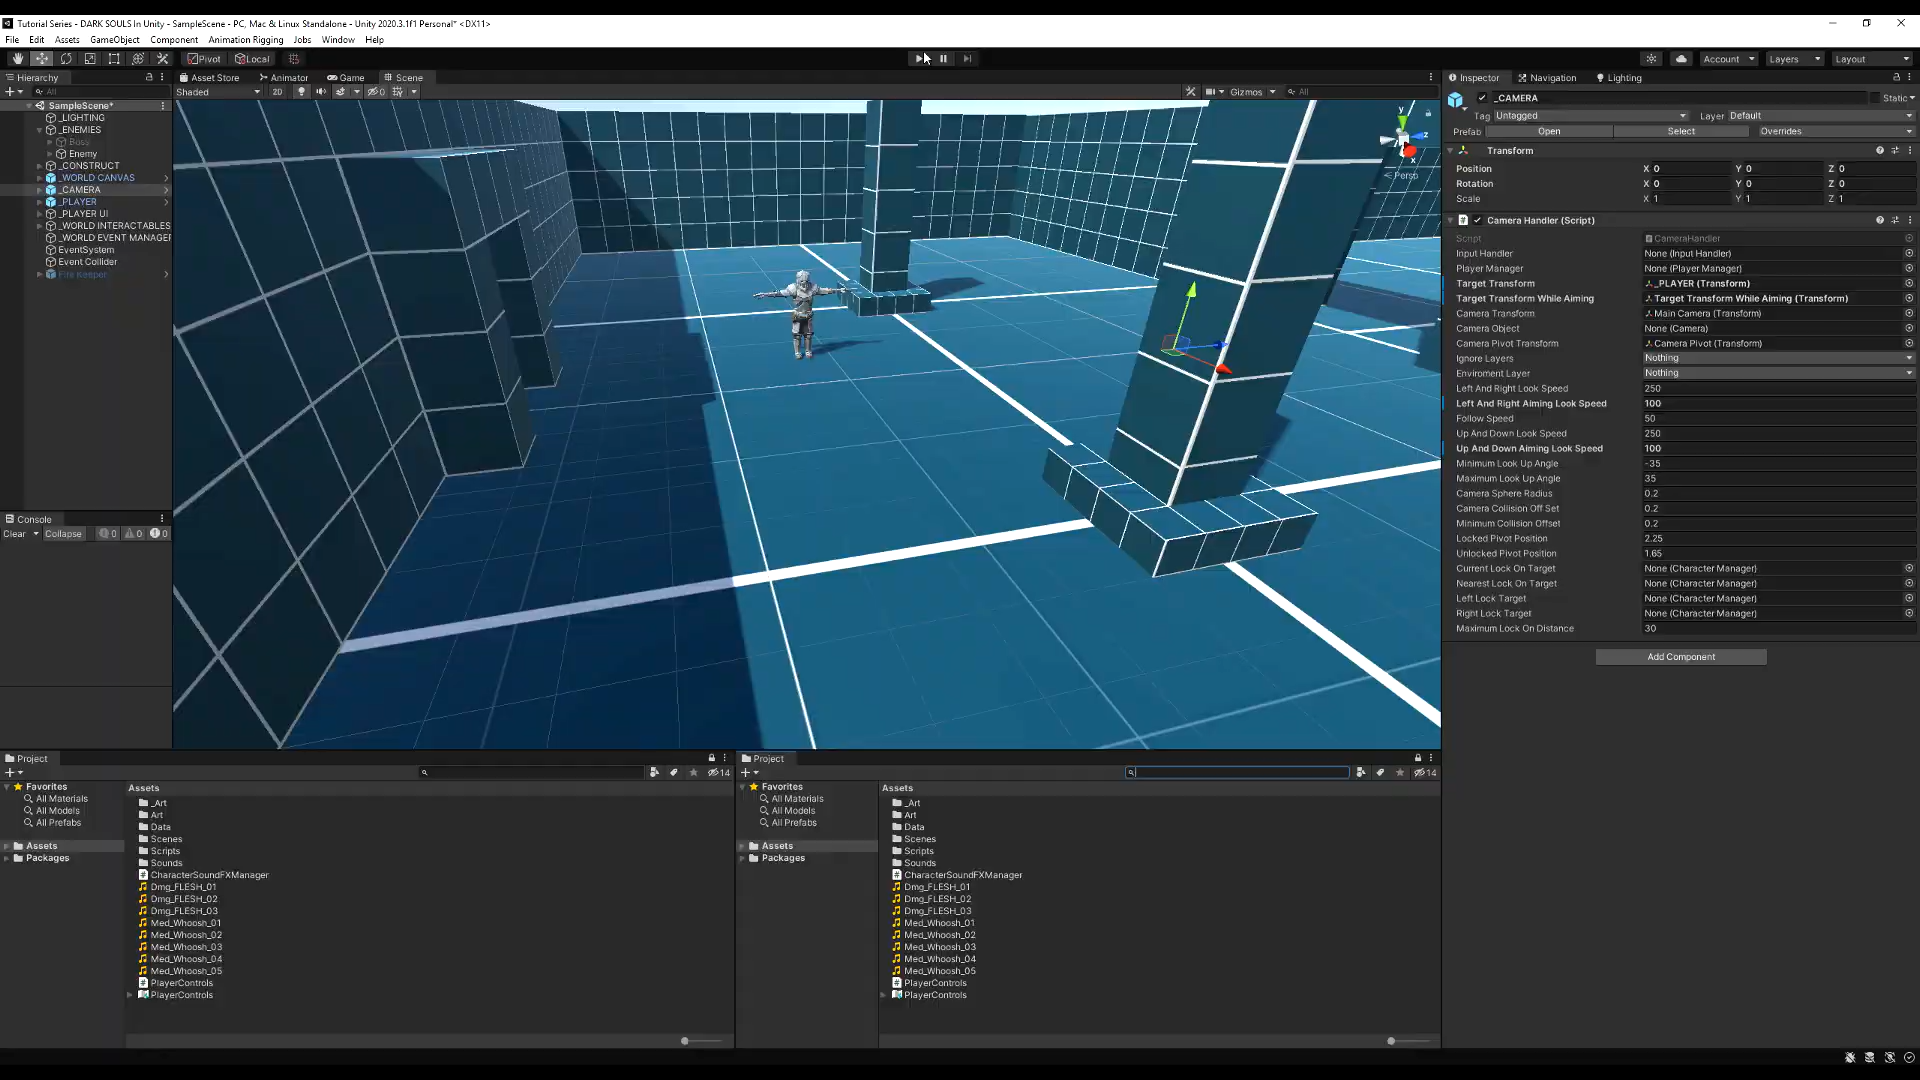 Tutorial Series - DARK SOULS In Unity - SampleScene - PC, Mac & Linux Standalone - Unity 2020.3.1f1 Personal* <DX11>
File Edit Assets GameObject Component Animation Rigging Jobs Window Help
Pivot Local Account Layers Layout
Hierarchy
All
SampleScene*
_LIGHTING
_ENEMIES
Boss
Enemy
_CONSTRUCT
_WORLD CANVAS
_CAMERA
_PLAYER
_PLAYER UI
_WORLD INTERACTABLES
_WORLD EVENT MANAGER
EventSystem
Event Collider
Fire Keeper
Console
Clear Collapse 0 0 0
Asset Store Animator Game Scene
Shaded 2D 0 Gizmos All
y
z
x
Persp
Inspector Navigation Lighting
_CAMERA Static
Tag Untagged Layer Default
Prefab Open Select Overrides
Transform
Position X 0 Y 0 Z 0
Rotation X 0 Y 0 Z 0
Scale X 1 Y 1 Z 1
Camera Handler (Script)
Script CameraHandler
Input Handler None (Input Handler)
Player Manager None (Player Manager)
Target Transform _PLAYER (Transform)
Target Transform While Aiming Target Transform While Aiming (Transform)
Camera Transform Main Camera (Transform)
Camera Object None (Camera)
Camera Pivot Transform Camera Pivot (Transform)
Ignore Layers Nothing
Enviroment Layer Nothing
Left And Right Look Speed 250
Left And Right Aiming Look Speed 100
Follow Speed 50
Up And Down Look Speed 250
Up And Down Aiming Look Speed 100
Minimum Look Up Angle -35
Maximum Look Up Angle 35
Camera Sphere Radius 0.2
Camera Collision Off Set 0.2
Minimum Collision Offset 0.2
Locked Pivot Position 2.25
Unlocked Pivot Position 1.65
Current Lock On Target None (Character Manager)
Nearest Lock On Target None (Character Manager)
Left Lock Target None (Character Manager)
Right Lock Target None (Character Manager)
Maximum Lock On Distance 30
Add Component
Project
14
Favorites
All Materials
All Models
All Prefabs
Assets
Packages
Assets
_Art
Art
Data
Scenes
Scripts
Sounds
CharacterSoundFXManager
Dmg_FLESH_01
Dmg_FLESH_02
Dmg_FLESH_03
Med_Whoosh_01
Med_Whoosh_02
Med_Whoosh_03
Med_Whoosh_04
Med_Whoosh_05
PlayerControls
PlayerControls
Project
14
Favorites
All Materials
All Models
All Prefabs
Assets
Packages
Assets
_Art
Art
Data
Scenes
Scripts
Sounds
CharacterSoundFXManager
Dmg_FLESH_01
Dmg_FLESH_02
Dmg_FLESH_03
Med_Whoosh_01
Med_Whoosh_02
Med_Whoosh_03
Med_Whoosh_04
Med_Whoosh_05
PlayerControls
PlayerControls